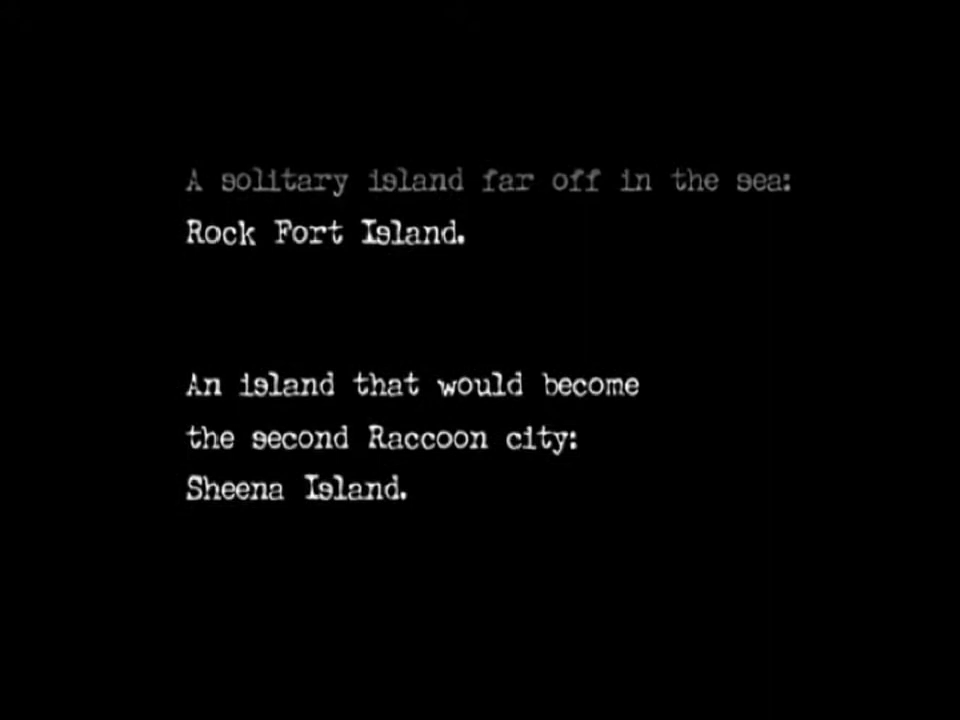 A solitary island far off in the sea:
Rock Fort Island.
An island that would become
the second Raccoon city:
Sheena Island.